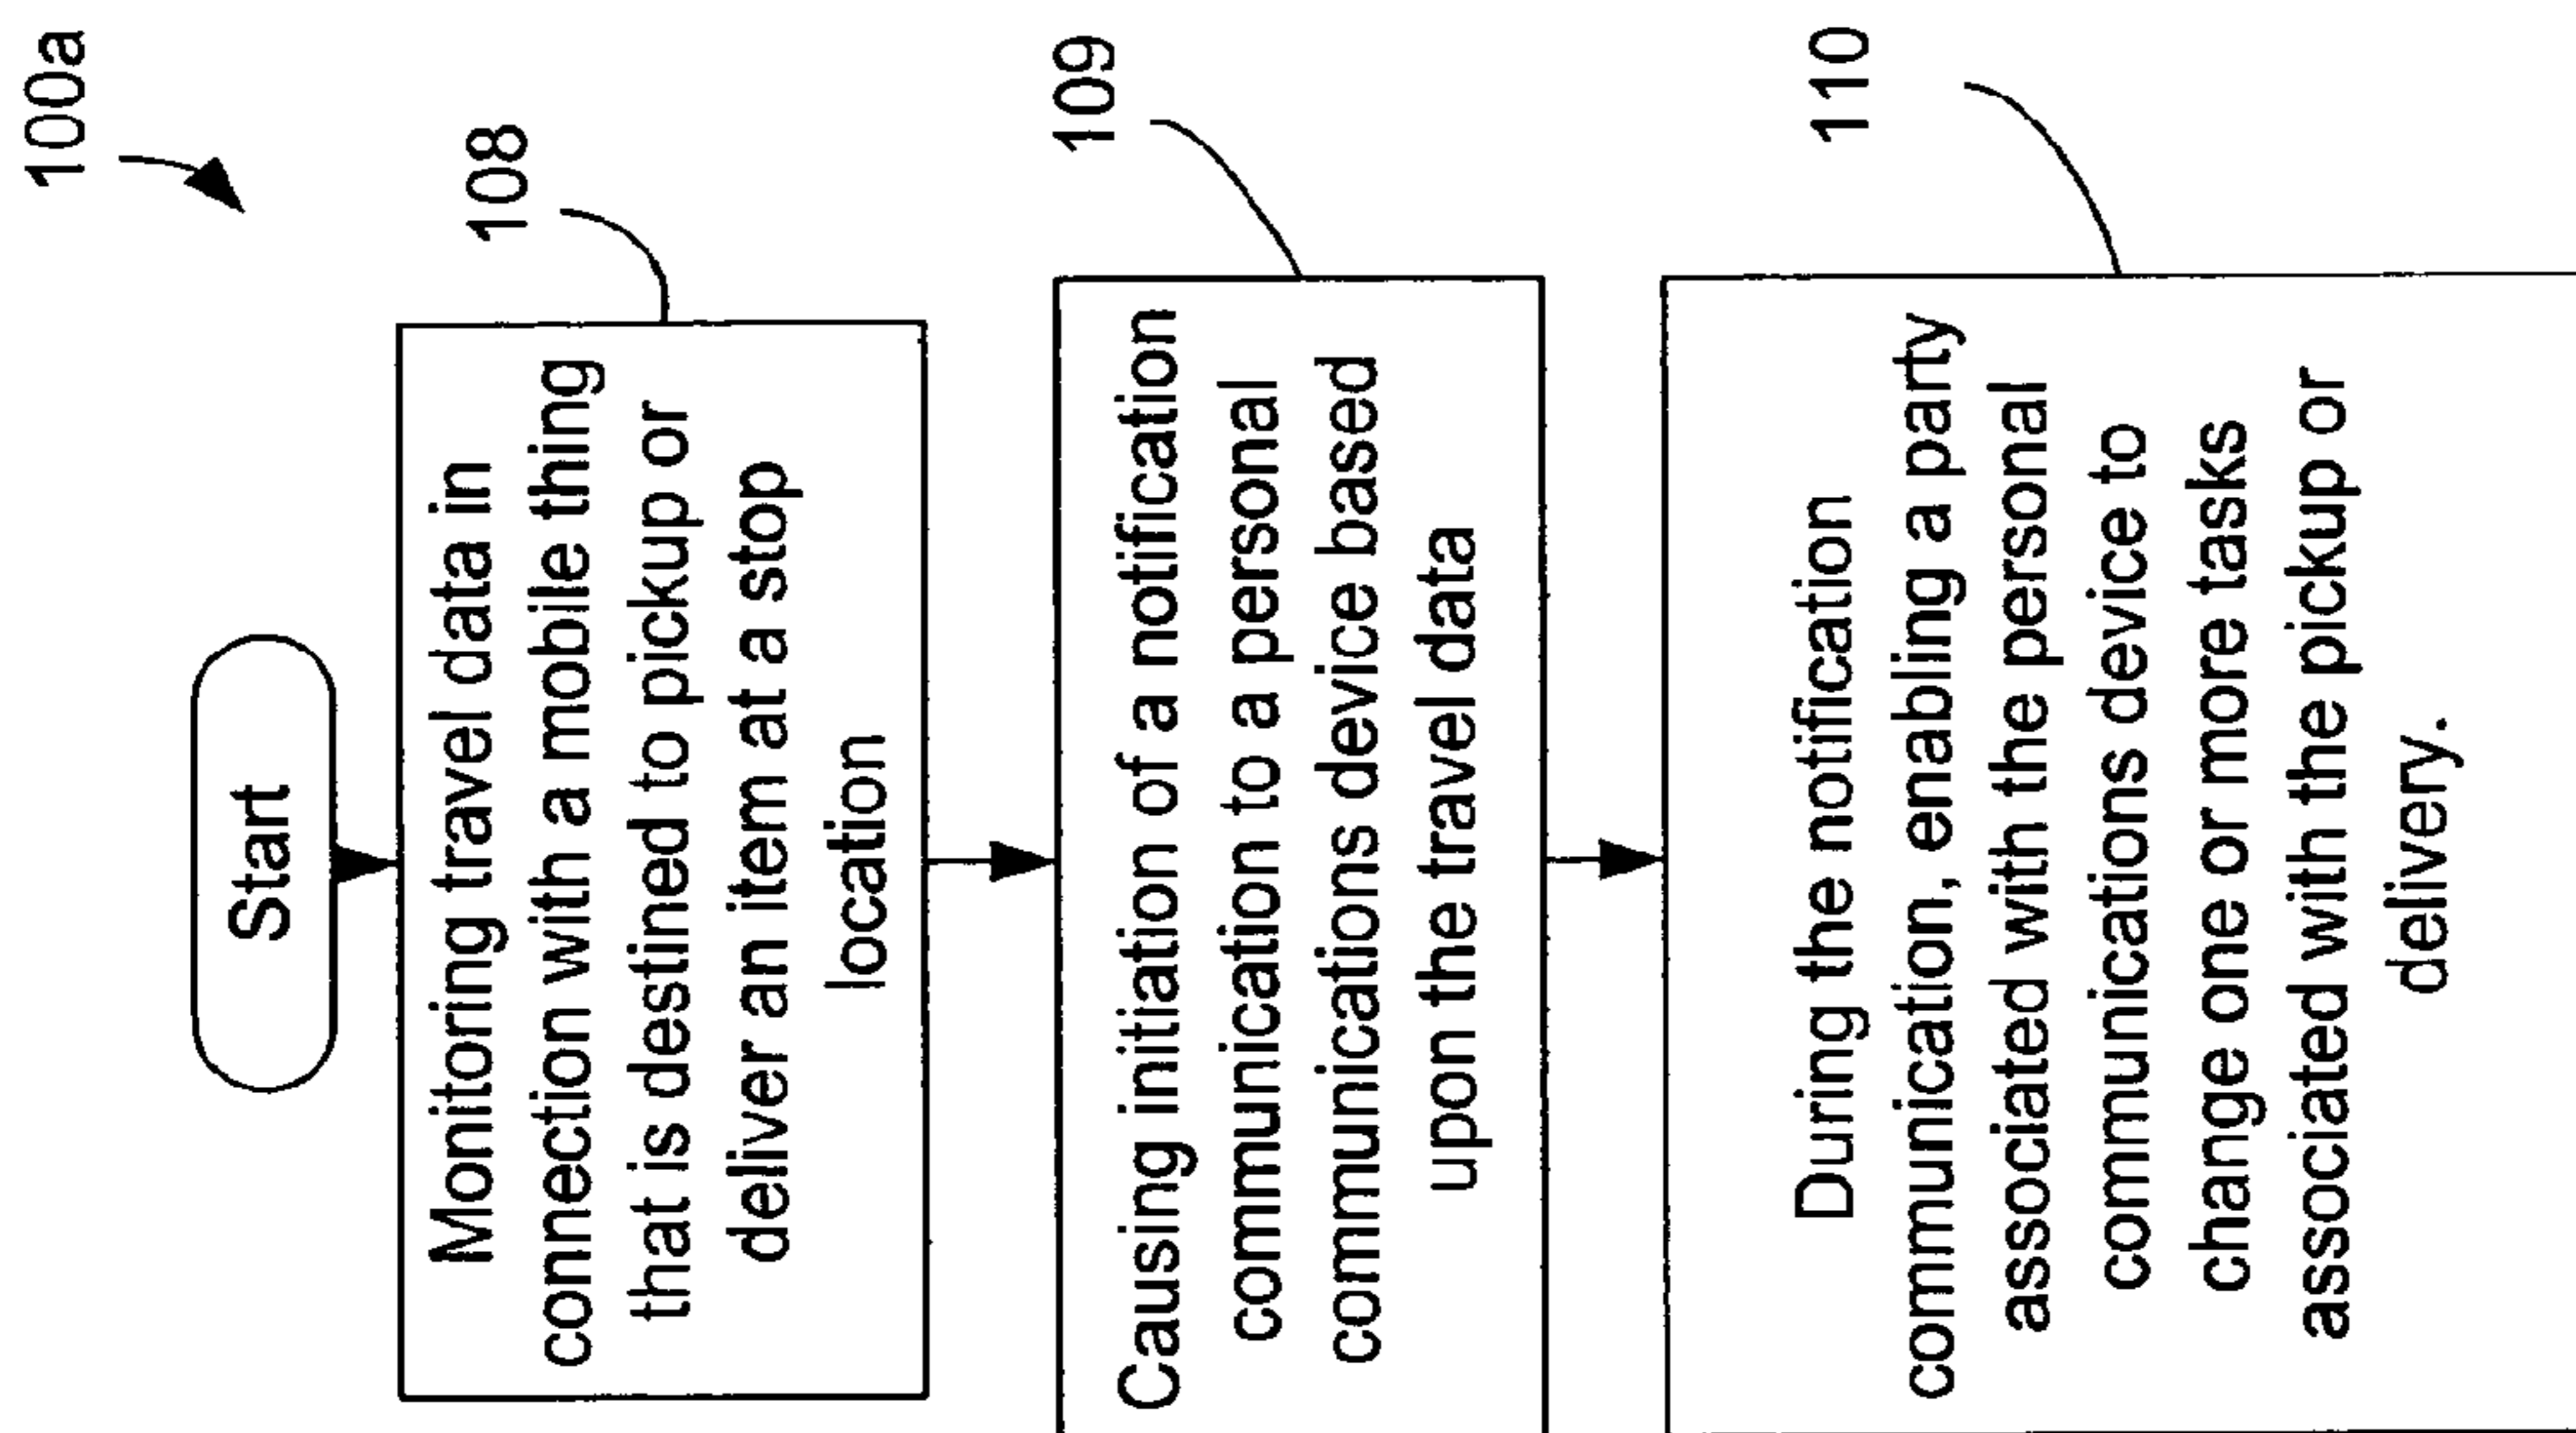 100a
Start
108
Monitoring travel data in
connection with a mobile thing
that is destined to pickup or
deliver an item at a stop
location
109
Causing initiation of a notification
communication to a personal
communications device based
upon the travel data
110
During the notification
communication, enabling a party
associated with the personal
communications device to
change one or more tasks
associated with the pickup or
delivery.